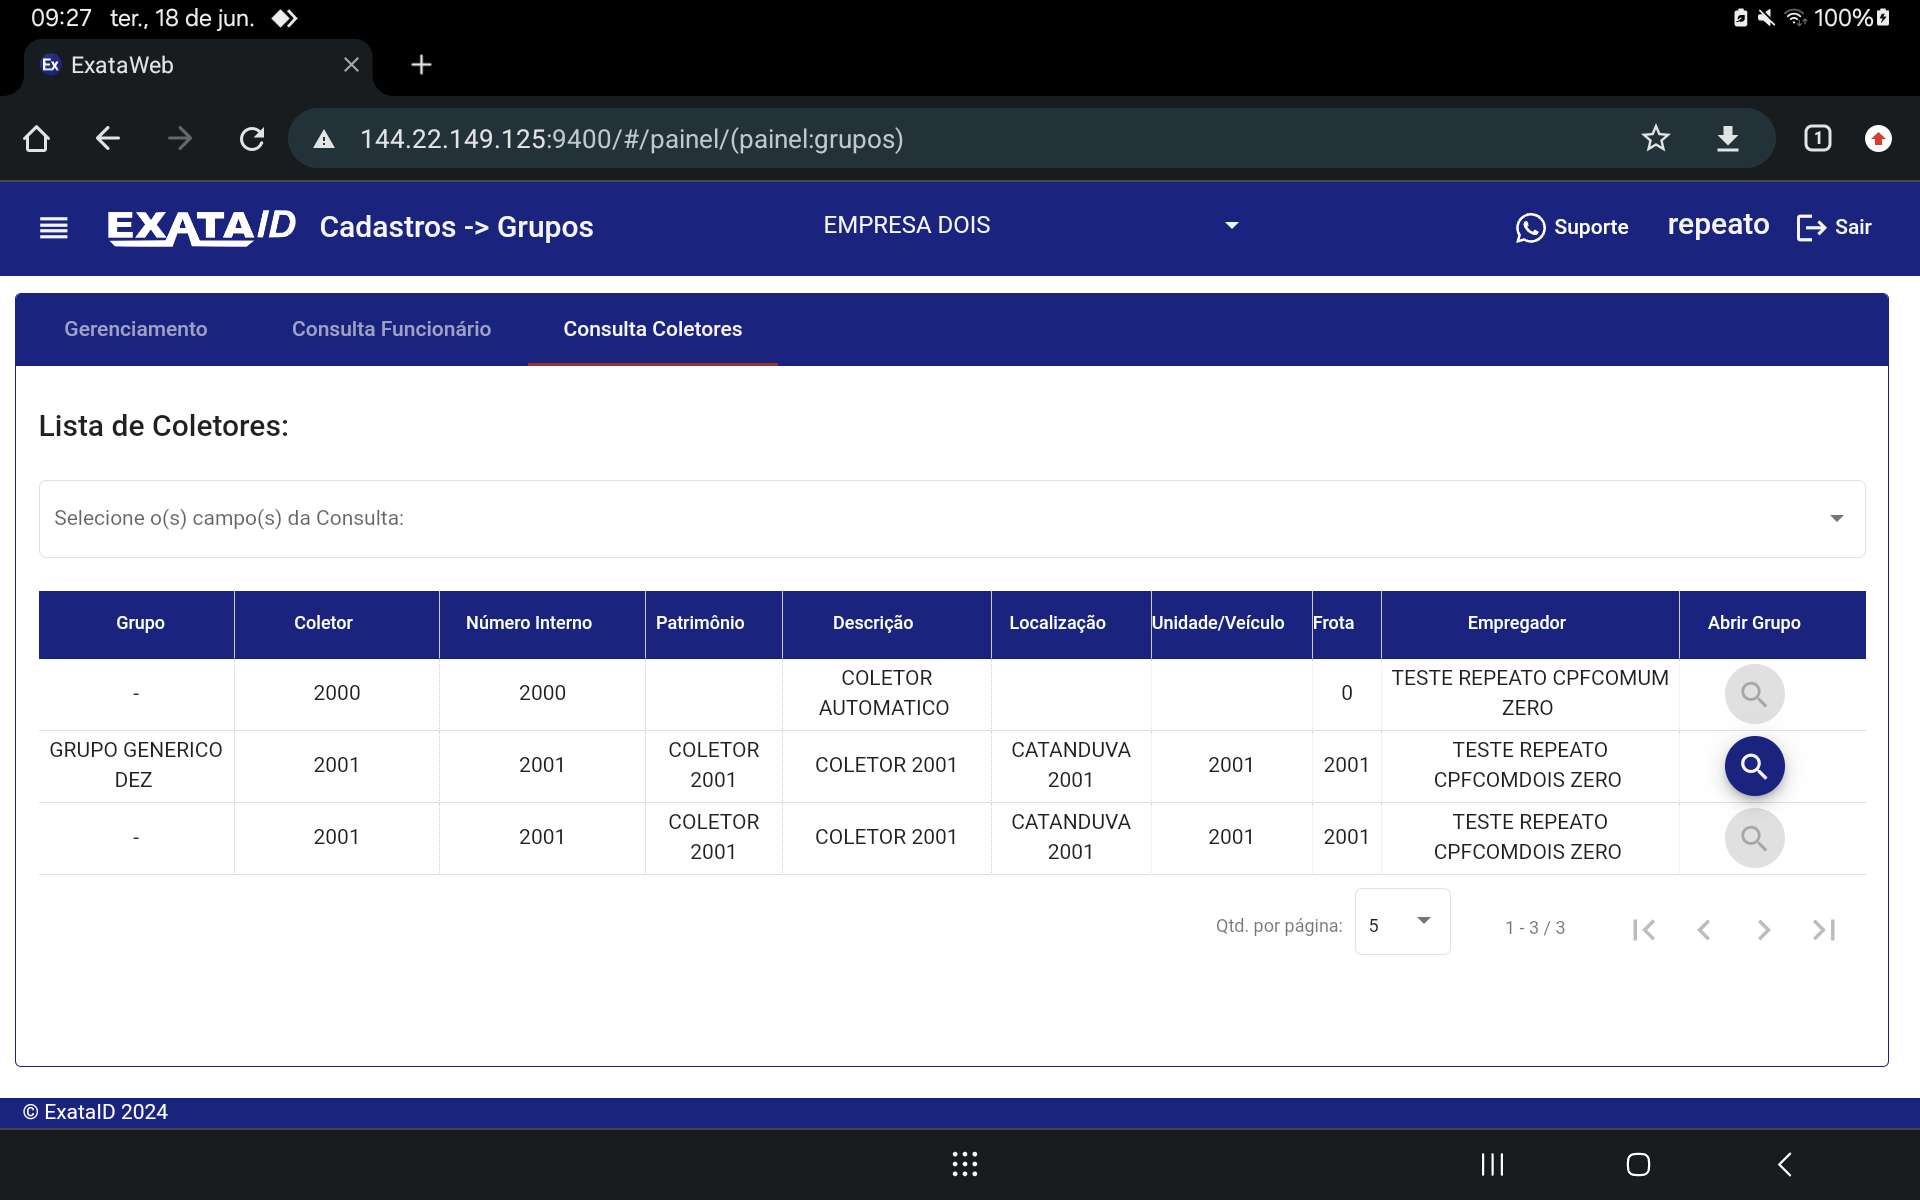 09:27 ter., 18 de jun. 100%
Ex ExataWeb
144.22.149.125:9400/#/painel/(painel:grupos) 1
EXATAID Cadastros -> Grupos EMPRESA DOIS Suporte repeato Sair
Gerenciamento Consulta Funcionário Consulta Coletores
Lista de Coletores:
Selecione o(s) campo(s) da Consulta:
Grupo Coletor Número Interno Patrimônio Descrição Localização Unidade/Veículo Frota Empregador Abrir Grupo
- 2000 2000 COLETOR AUTOMATICO 0 TESTE REPEATO CPFCOMUM ZERO
GRUPO GENERICO DEZ 2001 2001 COLETOR 2001 COLETOR 2001 CATANDUVA 2001 2001 2001 TESTE REPEATO CPFCOMDOIS ZERO
- 2001 2001 COLETOR 2001 COLETOR 2001 CATANDUVA 2001 2001 2001 TESTE REPEATO CPFCOMDOIS ZERO
Qtd. por página: 5 1 - 3 / 3
© ExataID 2024